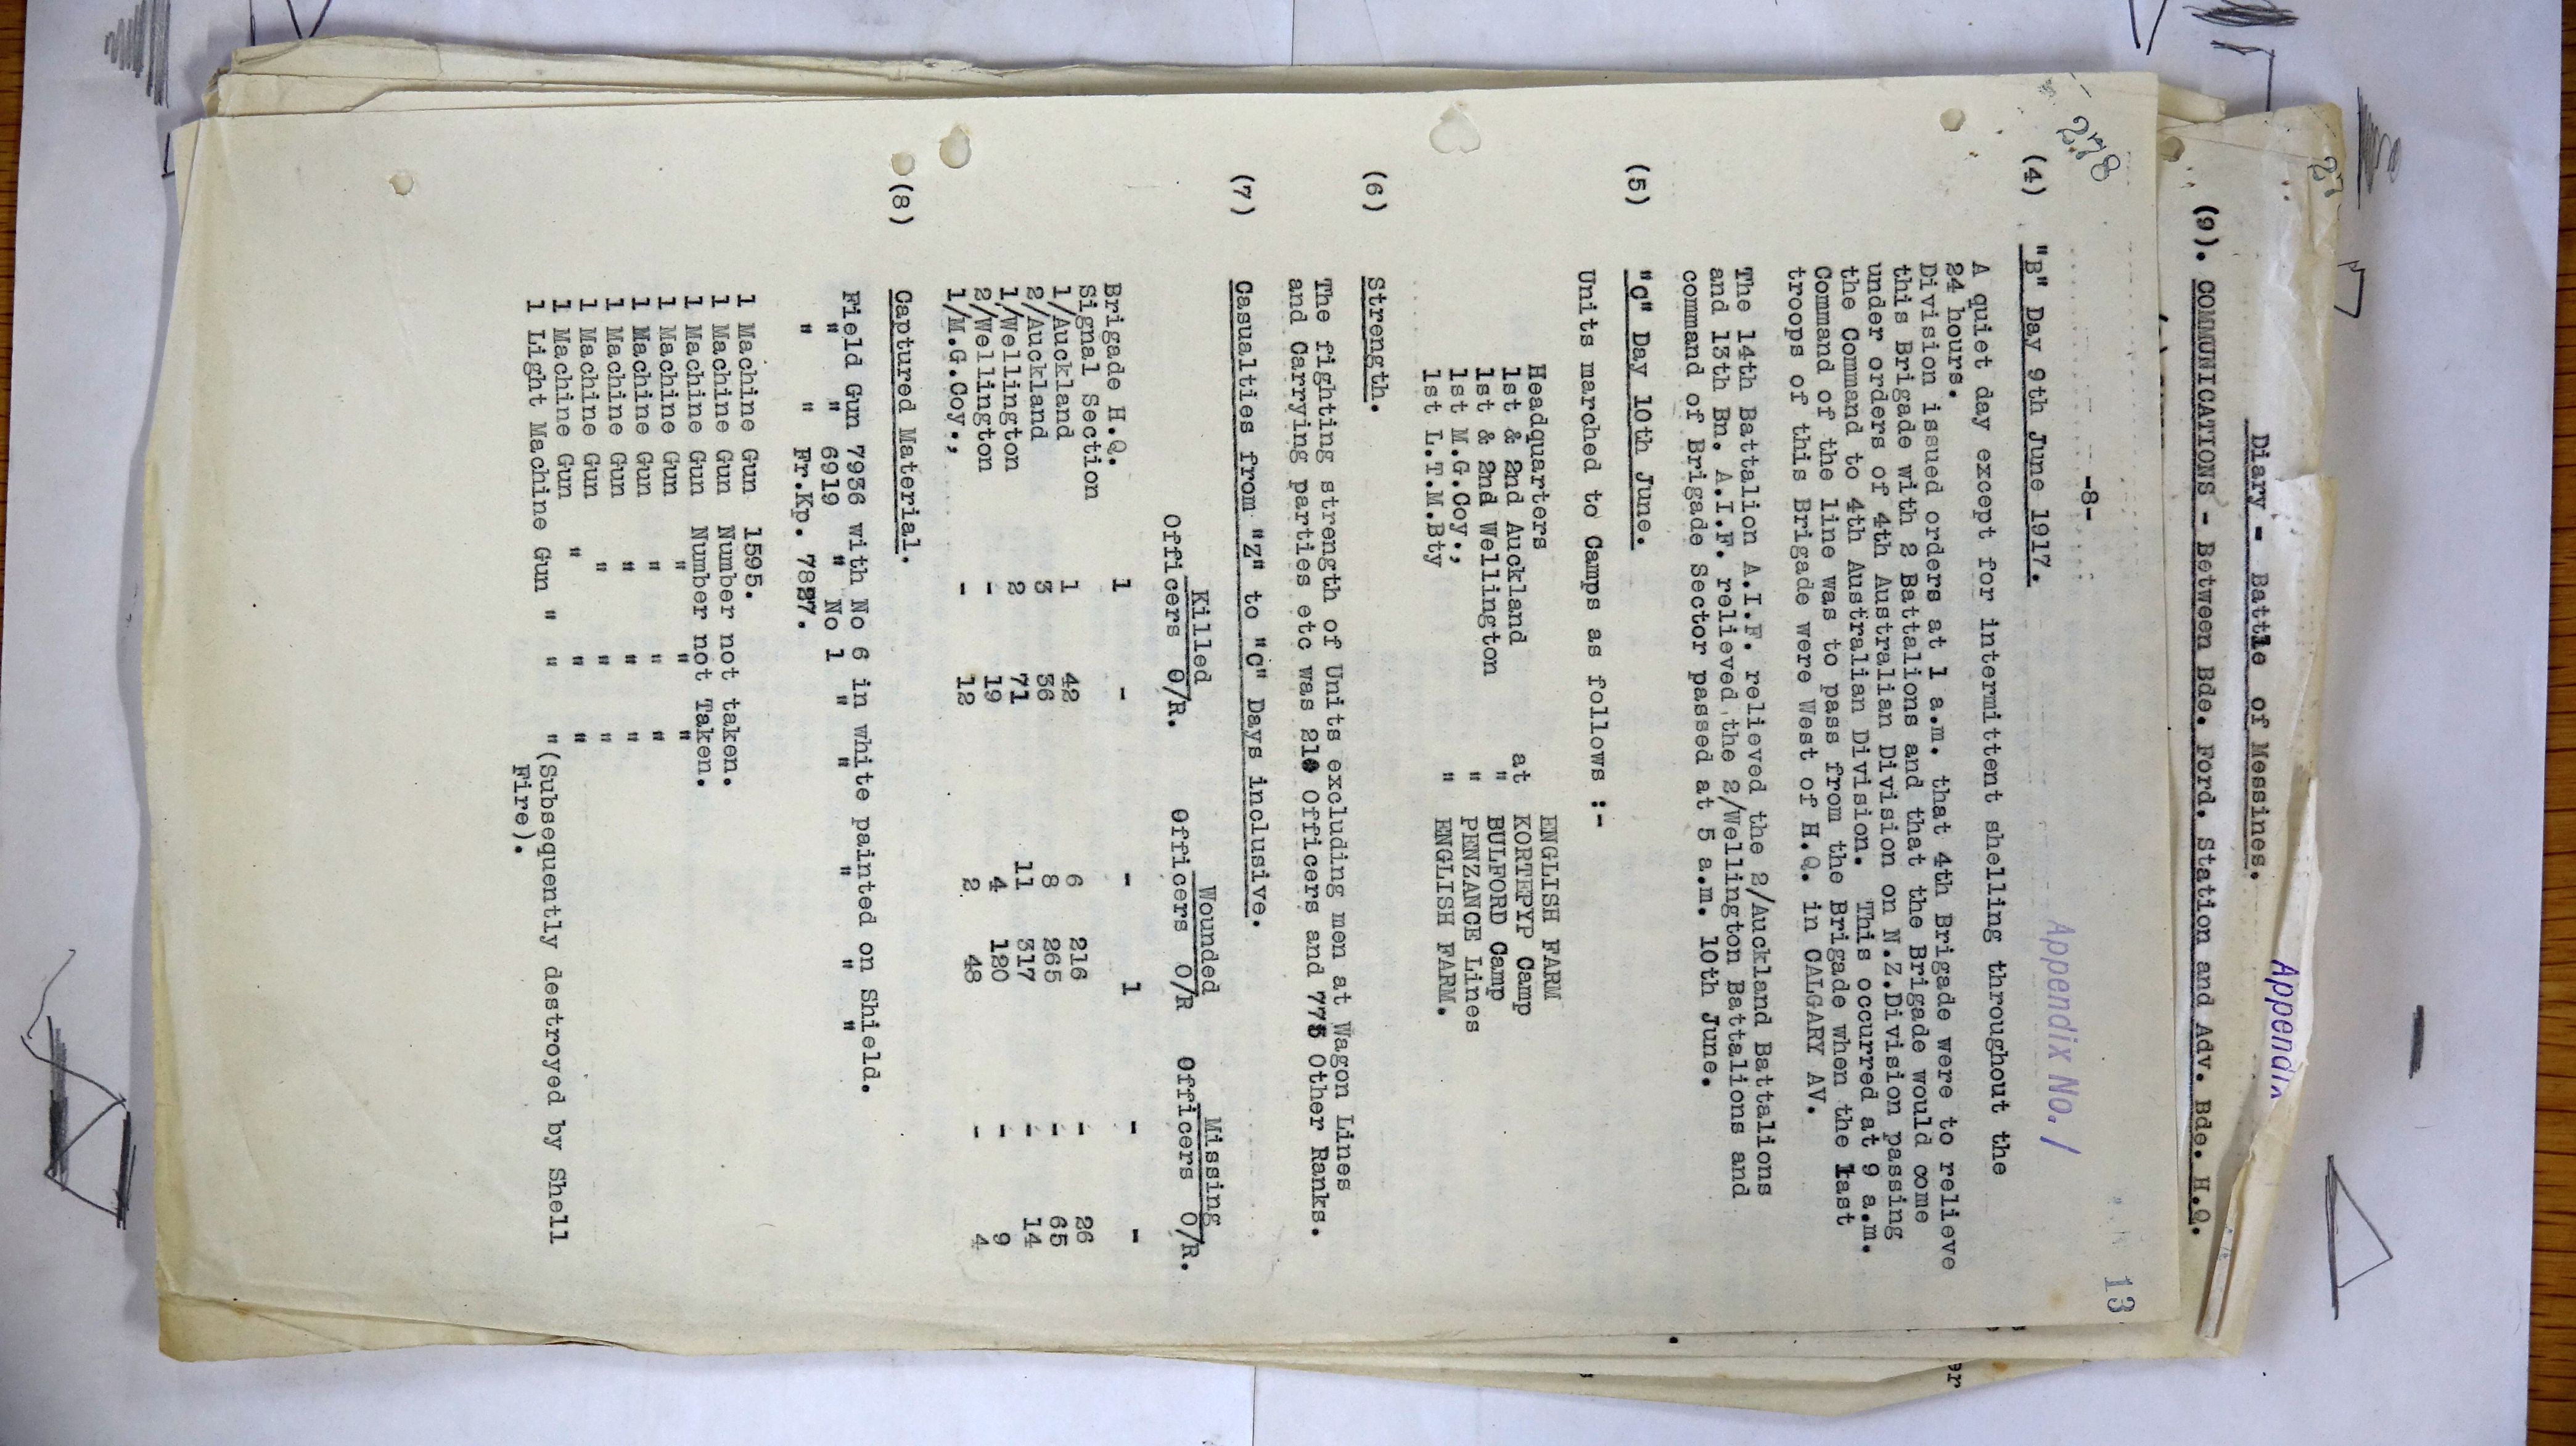 27
Appendix
Diary - Battle of Messines.
(9). COMMUNICATIONS - Between Bde. Ford. Station and Adv. Bde. H.Q.
278
-8-
13
Appendix No. 1
(4) "B" Day 9th June 1917.
A quiet day except for intermittent shelling throughout the
24 hours.
Division issued orders at 1 a.m. that 4th Brigade were to relieve
this Brigade with 2 Battalions and that the Brigade would come
under orders of 4th Australian Division on N.Z.Division passing
the Command to 4th Australian Division. This occurred at 9 a.m.
Command of the line was to pass from the Brigade when the last
troops of this Brigade were West of H.Q. in CALGARY AV.
The 14th Battalion A.I.F. relieved the 2/Auckland Battalions
and 13th Bn. A.I.F. relieved the 2/Wellington Battalions and
command of Brigade Sector passed at 5 a.m. 10th June.
(5) "C" Day 10th June.
Units marched to Camps as follows :-
Headquarters at ENGLISH FARM
1st & 2nd Auckland " KORTEPYP Camp
1st & 2nd Wellington " BULFORD Camp
1st M.G.Coy., " PENZANCE Lines
1st L.T.M.Bty " ENGLISH FARM.
(6) Strength.
The fighting strength of Units excluding men at Wagon Lines
and Carrying parties etc was Officers and 775 Other Ranks.
(7) Casualties from "Z" to "C" Days inclusive.
Killed Wounded Missing
Officers O/R. Officers O/R Officers O/R.
Brigade H.Q. 1 - - 1 - -
Signal Section
1/Auckland 1 42 6 216 - 26
2/Auckland 3 36 8 265 - 65
1/Wellington 2 71 11 317 - 14
2/Wellington - 19 4 120 - 9
1/M.G.Coy., - 12 2 48 - 4
(8) Captured Material.
Field Gun 7936 with No 6 in white painted on Shield.
" " 6919 " No 1 " " " " "
" " Fr.Kp. 7827.
1 Machine Gun 1595.
1 Machine Gun Number not taken.
1 Machine Gun Number not Taken.
1 Machine Gun " " "
1 Machine Gun " " "
1 Machine Gun " " "
1 Machine Gun " " "
1 Machine Gun " " "
1 Light Machine Gun " " " (Subsequently destroyed by Shell
Fire).
er